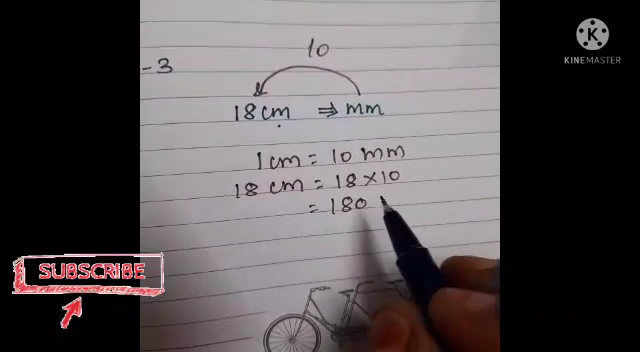 10
-3
18cm ⇒ mm
1cm = 10 mm
18 cm = 18 × 10
= 180
K
KINEMASTER
SUBSCRIBE